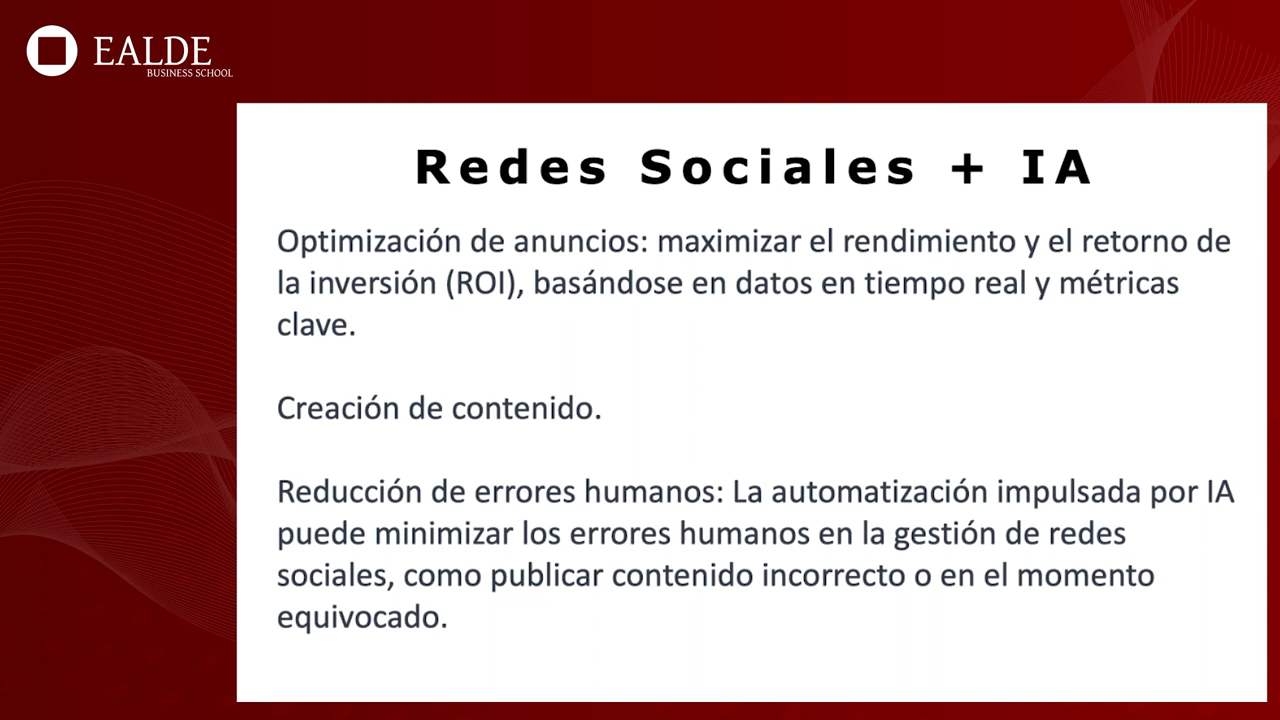 EALDE
BUSINESS SCHOOL
Redes Sociales + IA
Optimización de anuncios: maximizar el rendimiento y el retorno de
la inversión (ROI), basándose en datos en tiempo real y métricas
clave.
Creación de contenido.
Reducción de errores humanos: La automatización impulsada por IA
puede minimizar los errores humanos en la gestión de redes
sociales, como publicar contenido incorrecto o en el momento
equivocado.